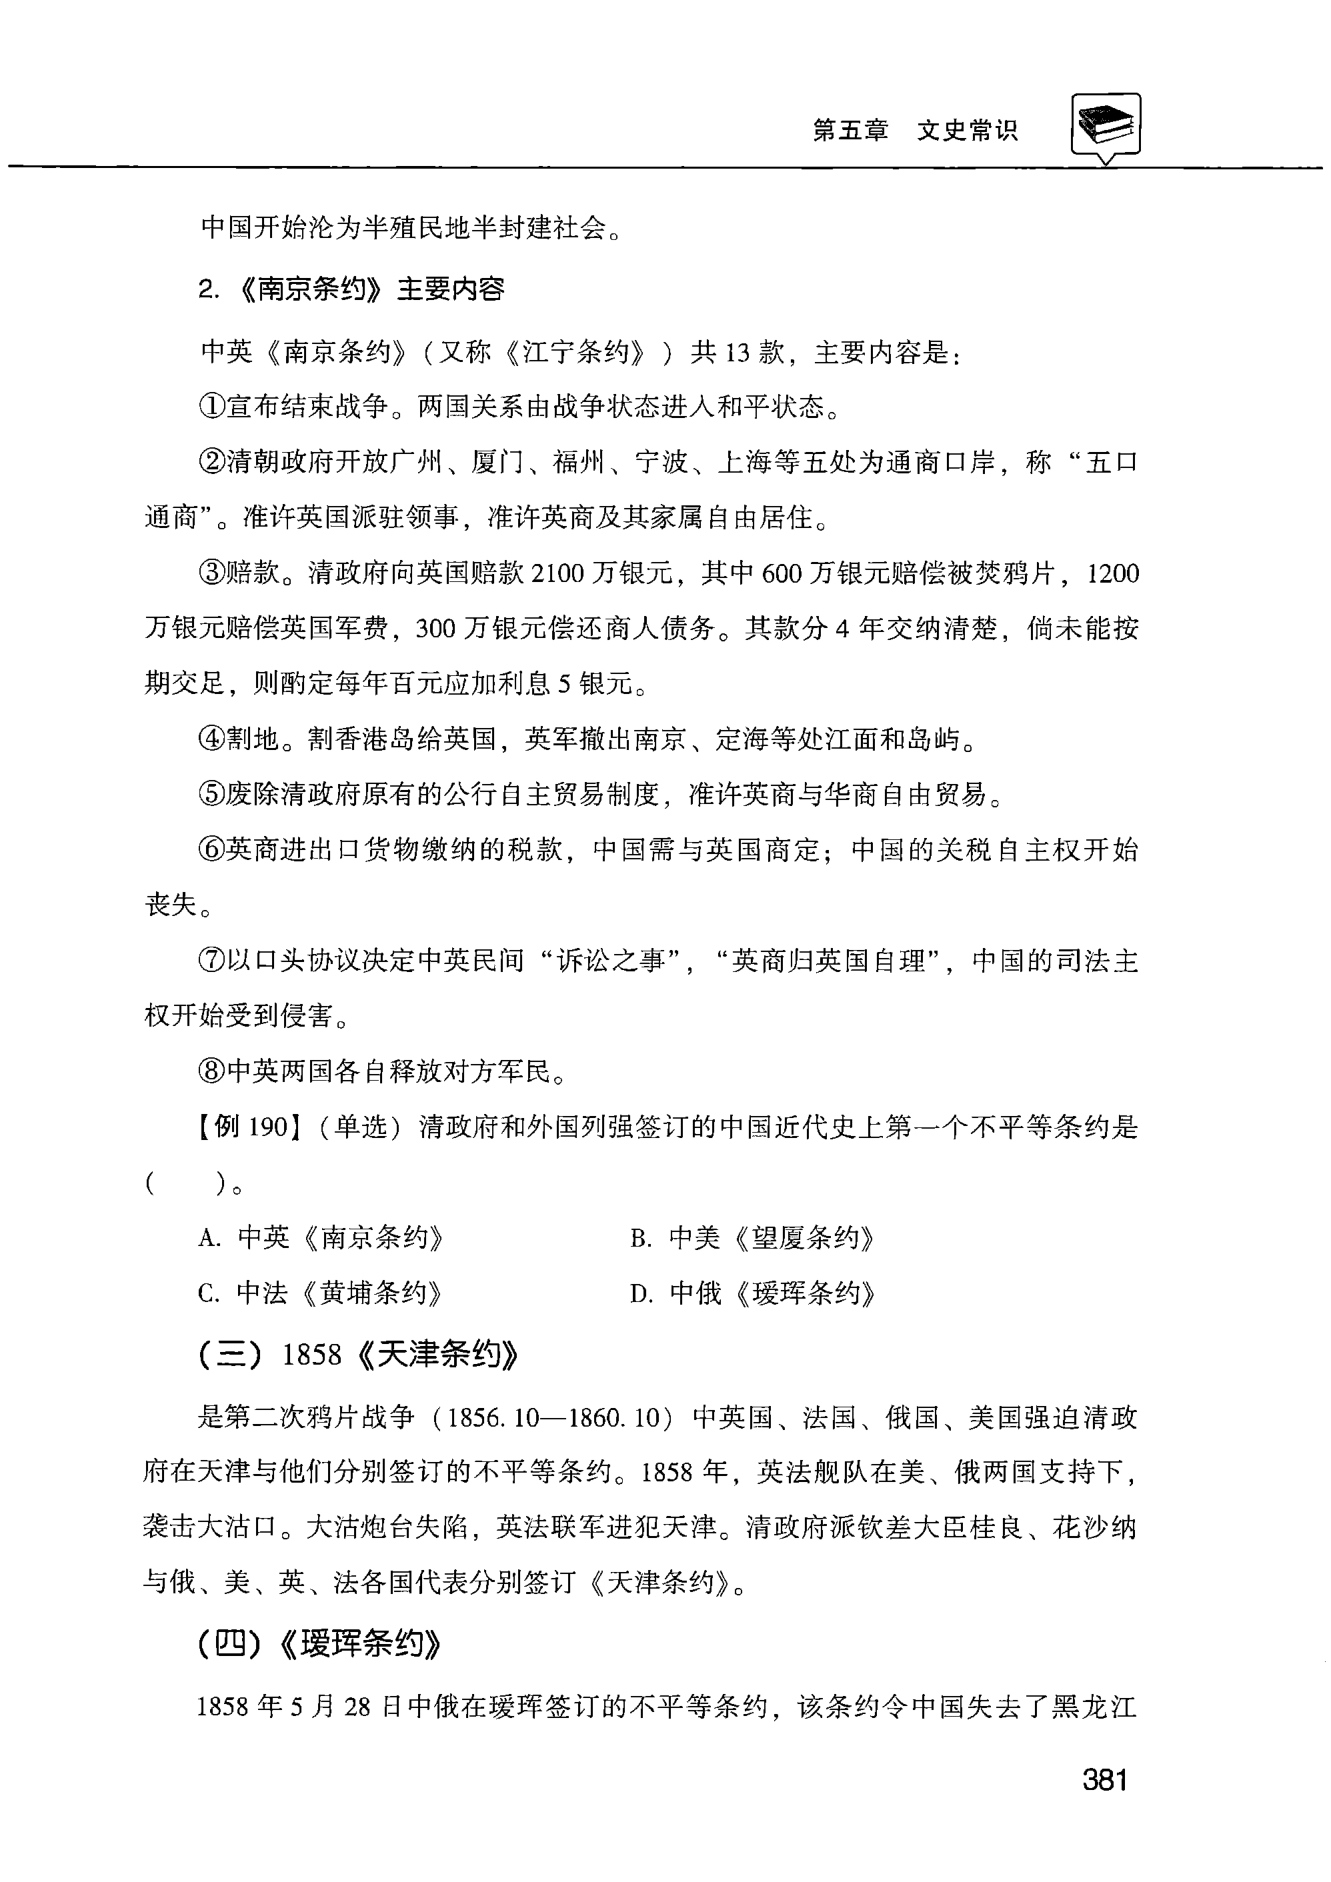 第五章　文史常识
中国开始沦为半殖民地半封建社会。
2. 《南京条约》主要内容
中英《南京条约》（又称《江宁条约》）共 13 款，主要内容是：
①宣布结束战争。两国关系由战争状态进入和平状态。
②清朝政府开放广州、厦门、福州、宁波、上海等五处为通商口岸，称“五口
通商”。准许英国派驻领事，准许英商及其家属自由居住。
③赔款。清政府向英国赔款 2100 万银元，其中 600 万银元赔偿被焚鸦片，1200
万银元赔偿英国军费，300 万银元偿还商人债务。其款分 4 年交纳清楚，倘未能按
期交足，则酌定每年百元应加利息 5 银元。
④割地。割香港岛给英国，英军撤出南京、定海等处江面和岛屿。
⑤废除清政府原有的公行自主贸易制度，准许英商与华商自由贸易。
⑥英商进出口货物缴纳的税款，中国需与英国商定；中国的关税自主权开始
丧失。
⑦以口头协议决定中英民间“诉讼之事”，“英商归英国自理”，中国的司法主
权开始受到侵害。
⑧中英两国各自释放对方军民。
【例 190】（单选）清政府和外国列强签订的中国近代史上第一个不平等条约是
（　　）。
A. 中英《南京条约》　　B. 中美《望厦条约》
C. 中法《黄埔条约》　　D. 中俄《瑷珲条约》
（三）1858《天津条约》
是第二次鸦片战争（1856. 10—1860. 10）中英国、法国、俄国、美国强迫清政
府在天津与他们分别签订的不平等条约。1858 年，英法舰队在美、俄两国支持下，
袭击大沽口。大沽炮台失陷，英法联军进犯天津。清政府派钦差大臣桂良、花沙纳
与俄、美、英、法各国代表分别签订《天津条约》。
（四）《瑷珲条约》
1858 年 5 月 28 日中俄在瑷珲签订的不平等条约，该条约令中国失去了黑龙江
381